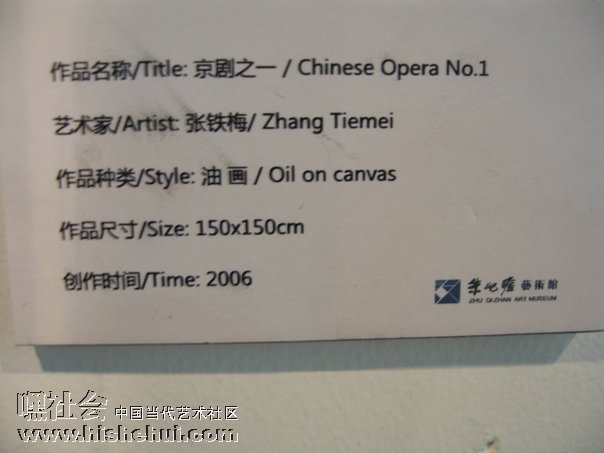 作品名称/Title: 京剧之一 / Chinese Opera No.1
艺术家/Artist: 张铁梅/ Zhang Tiemei
作品种类/Style: 油 画 / Oil on canvas
作品尺寸/Size: 150x150cm
创作时间/Time: 2006
朱屺瞻 藝術館
ZHU QIZHAN ART MUSEUM
嘿社会 中国当代艺术社区
www.hishehui.com